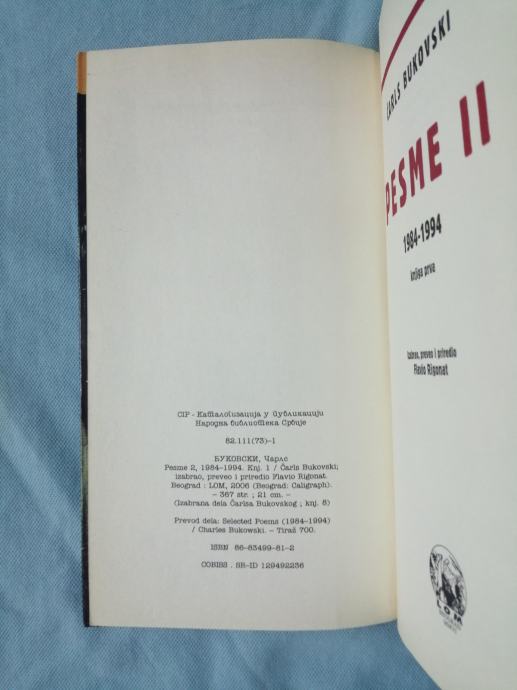 CIP - Каталогизација у публикацији
Народна библиотека Србије
82.111(73)-1
БУКОВСКИ, Чарлс
Pesme 2, 1984-1994. Knj. 1 / Čarls Bukovski;
izabrao, preveo i priredio Flavio Rigonat.
Beograd : LOM, 2006 (Beograd: Caligraph).
– 367 str. ; 21 cm. –
(Izabrana dela Čarlsa Bukovskog ; knj. 8)
Prevod dela: Selected Poems (1984-1994)
/ Charles Bukowski. – Tiraž 700.
ISBN 86-83499-81-2
COBISS . SR-ID 129492236
ČARLS BUKOVSKI
PESME II
1984-1994
knjiga prva
Izabrao, preveo i priredio
Flavio Rigonat
LOM